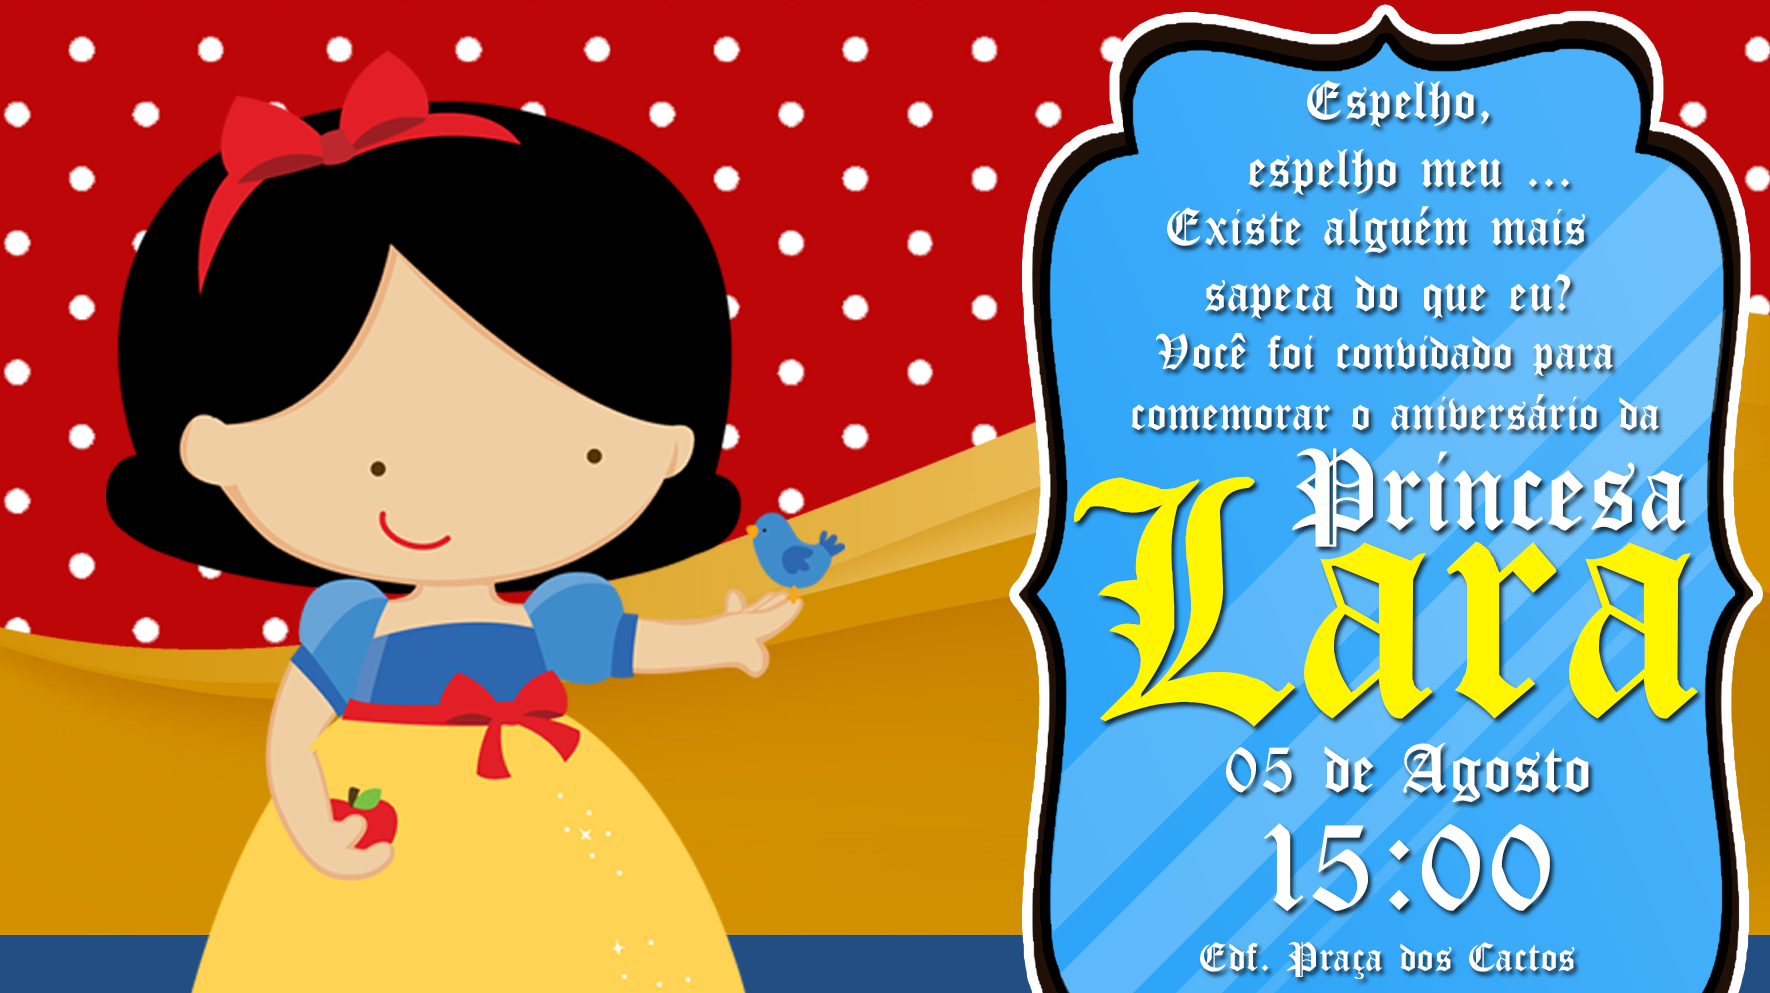 Espelho,
espelho meu ...
Existe alguém mais
sapeca do que eu?
Você foi convidado para
comemorar o aniversário da
Princesa
Lara
05 de Agosto
15:00
Edf. Praça dos Cactos